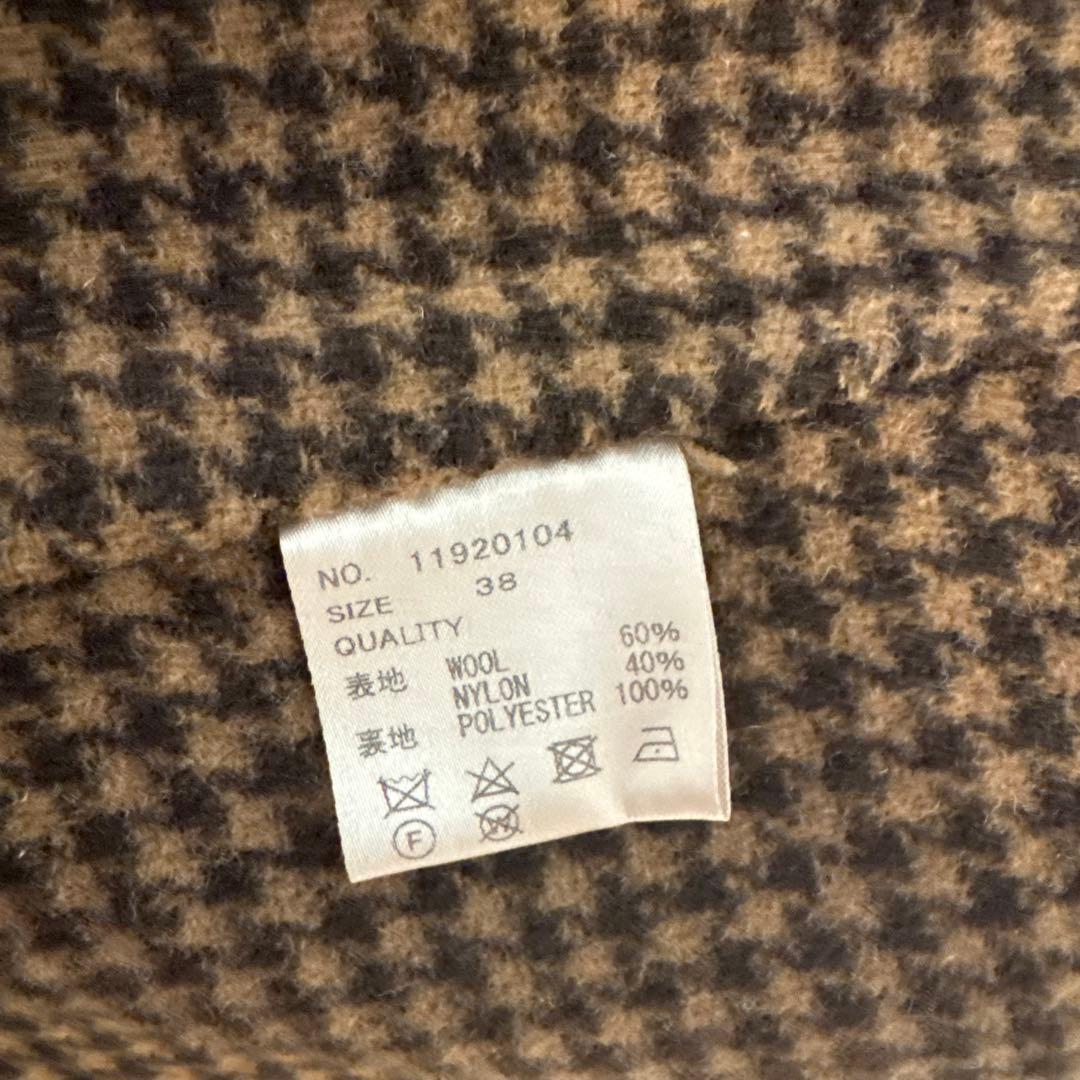 NO. 11920104
SIZE 38
QUALITY
表地 WOOL 60%
NYLON 40%
裏地 POLYESTER 100%
F
W